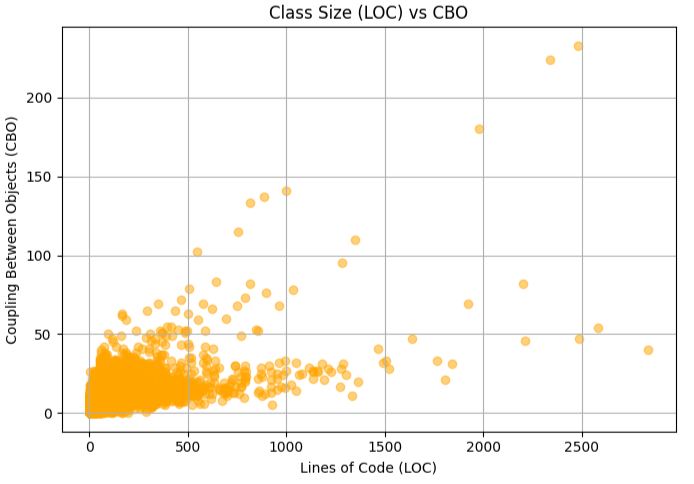 Class Size (LOC) vs CBO
Coupling Between Objects (CBO)
200
150
100
50
0
0 500 1000 1500 2000 2500
Lines of Code (LOC)